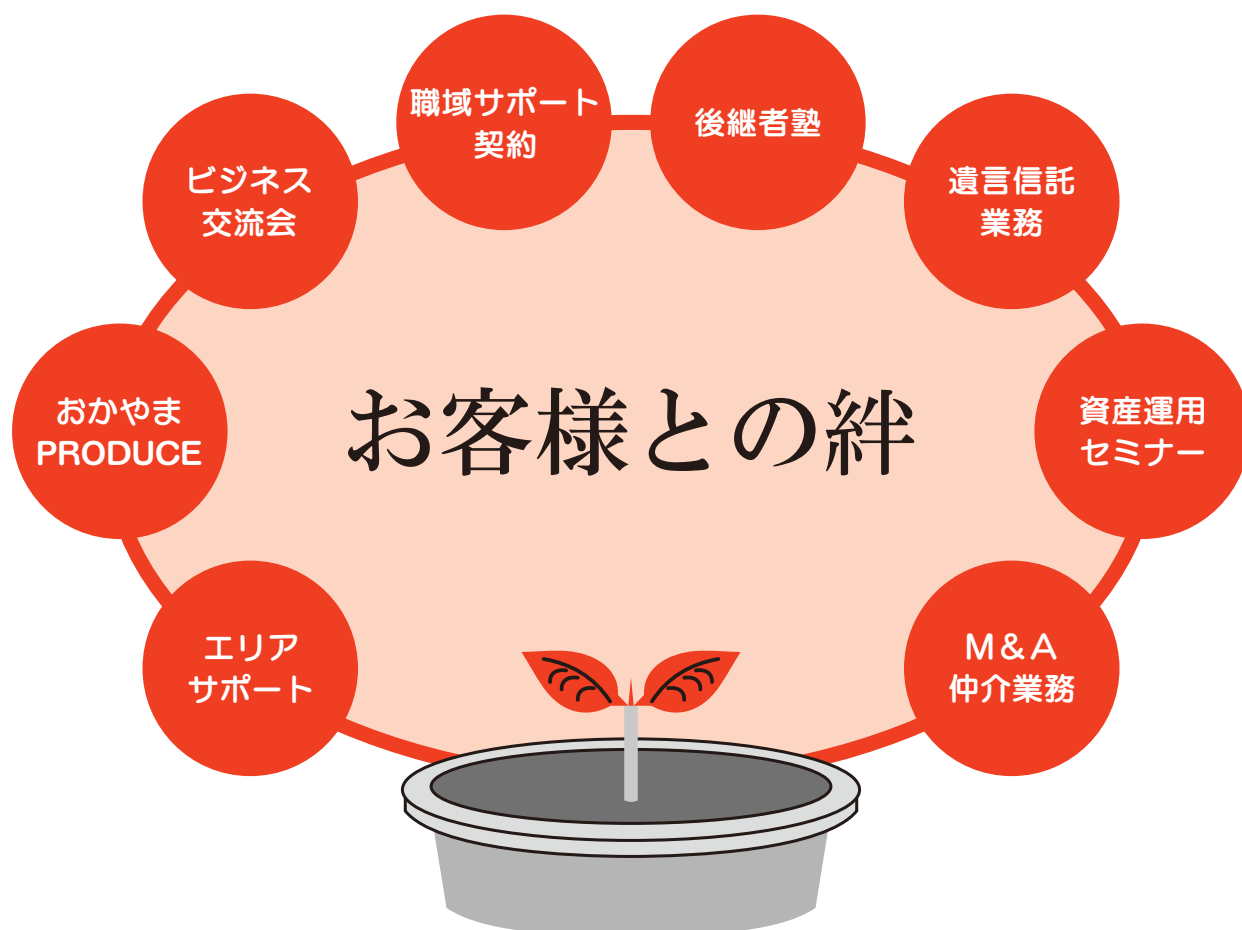 職域サポート
契約
後継者塾
ビジネス
交流会
遺言信託
業務
おかやま
PRODUCE
お客様との絆
資産運用
セミナー
エリア
サポート
M&A
仲介業務